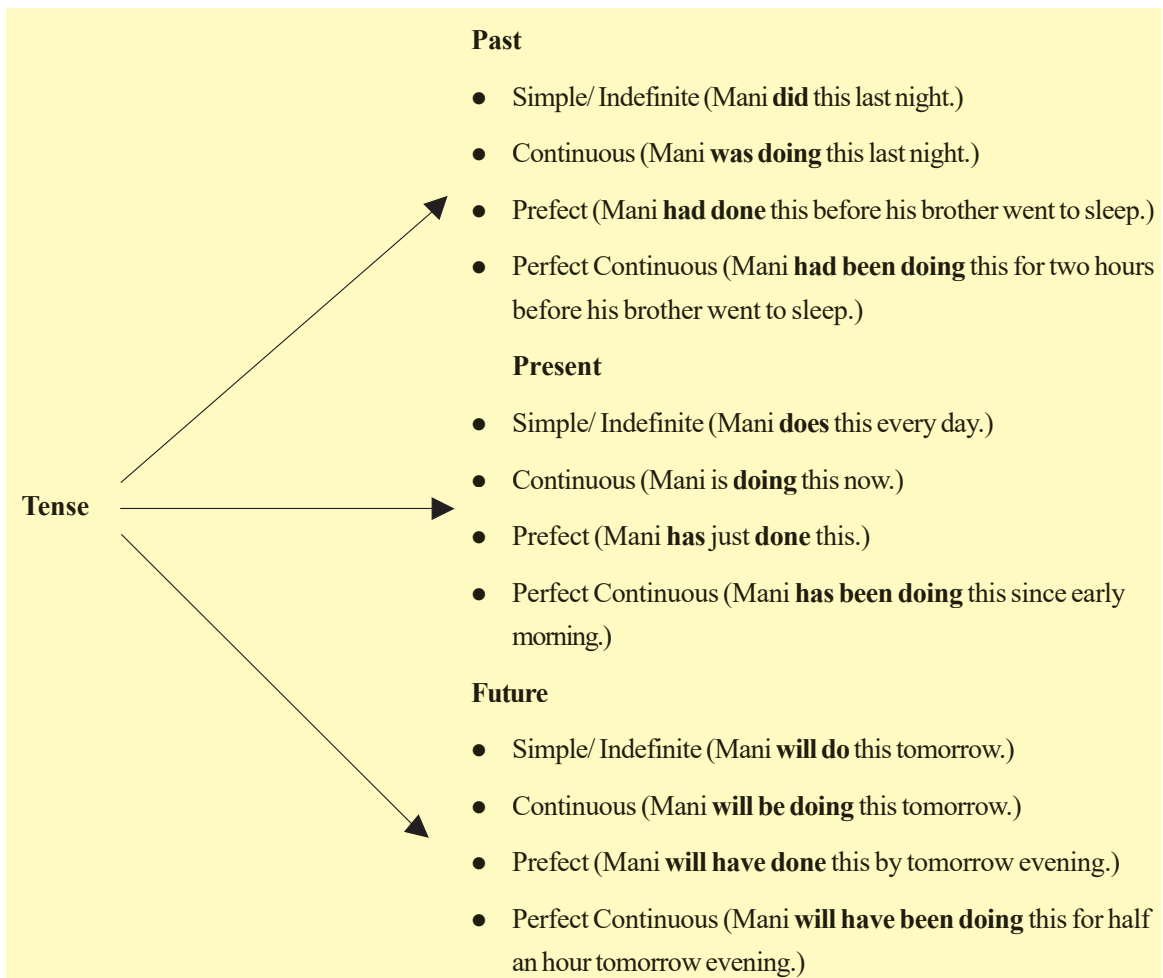 Past
● Simple/ Indefinite (Mani did this last night.)
● Continuous (Mani was doing this last night.)
● Prefect (Mani had done this before his brother went to sleep.)
● Perfect Continuous (Mani had been doing this for two hours
before his brother went to sleep.)
Present
● Simple/ Indefinite (Mani does this every day.)
● Continuous (Mani is doing this now.)
Tense
● Prefect (Mani has just done this.)
● Perfect Continuous (Mani has been doing this since early
morning.)
Future
● Simple/ Indefinite (Mani will do this tomorrow.)
● Continuous (Mani will be doing this tomorrow.)
● Prefect (Mani will have done this by tomorrow evening.)
● Perfect Continuous (Mani will have been doing this for half
an hour tomorrow evening.)